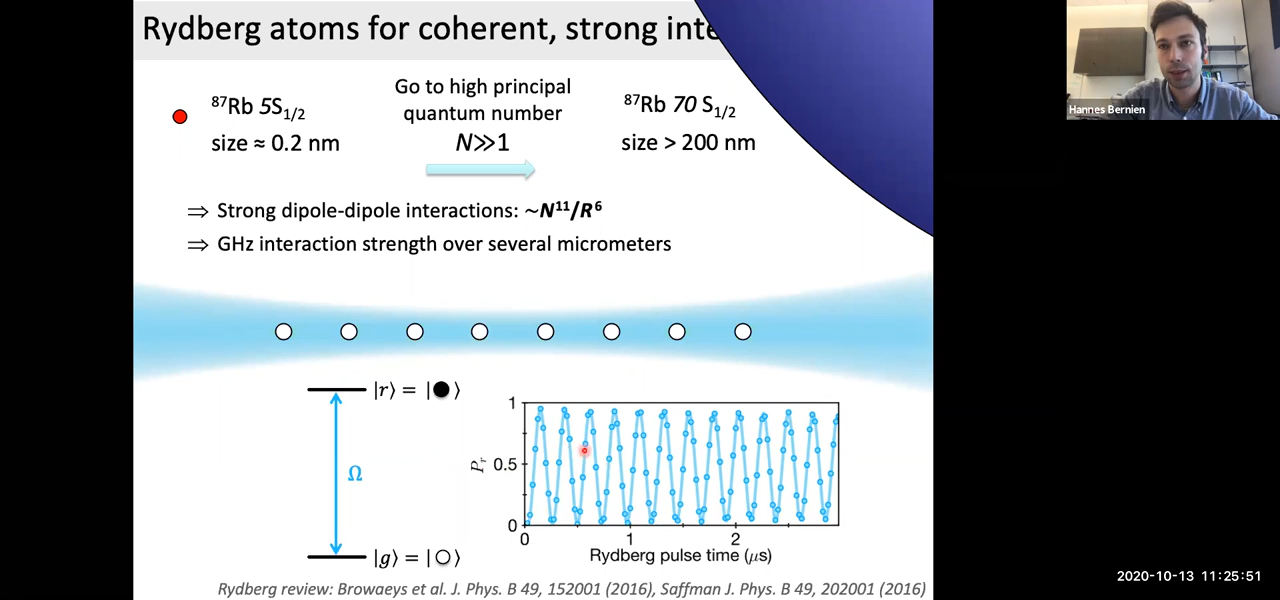 Rydberg atoms for coherent, strong inte
⁸⁷Rb 5S₁/₂
size ≈ 0.2 nm
Go to high principal
quantum number
N≫1
⁸⁷Rb 70 S₁/₂
size > 200 nm
⇒ Strong dipole-dipole interactions: ~N¹¹/R⁶
⇒ GHz interaction strength over several micrometers
|r⟩ = |●⟩
Ω
|g⟩ = |○⟩
1
0.5
0
Pᵣ
0 1 2
Rydberg pulse time (μs)
Rydberg review: Browaeys et al. J. Phys. B 49, 152001 (2016), Saffman J. Phys. B 49, 202001 (2016)
Hannes Bernien
2020-10-13 11:25:51